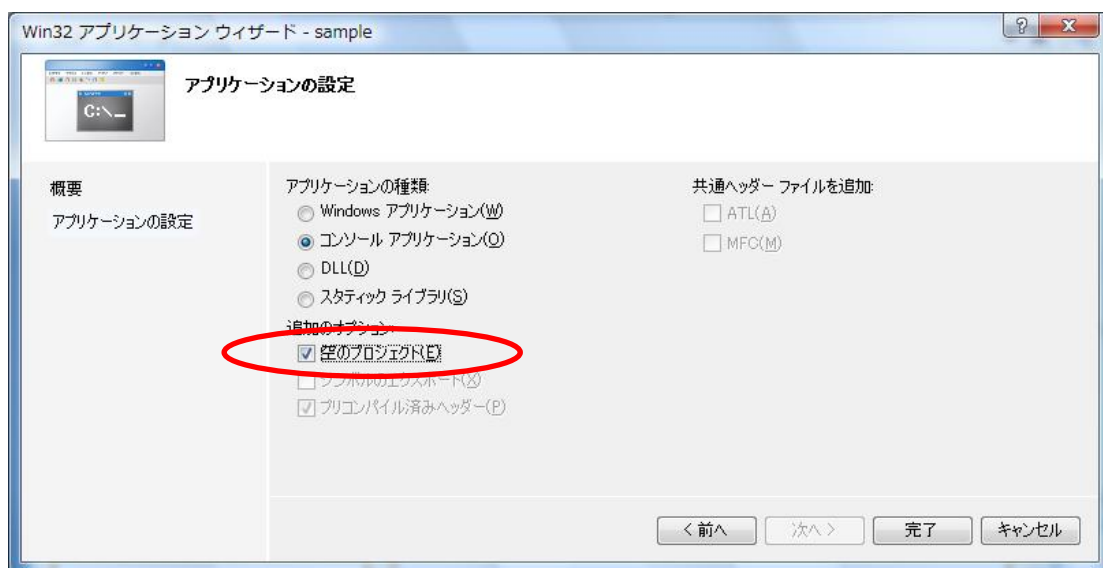 Win32 アプリケーション ウィザード - sample
アプリケーションの設定
C:\_
概要
アプリケーションの設定
アプリケーションの種類:
Windows アプリケーション(W)
コンソール アプリケーション(O)
DLL(D)
スタティック ライブラリ(S)
追加のオプション:
空のプロジェクト(E)
シンボルのエクスポート(X)
プリコンパイル済みヘッダー(P)
共通ヘッダー ファイルを追加:
ATL(A)
MFC(M)
< 前へ
次へ >
完了
キャンセル